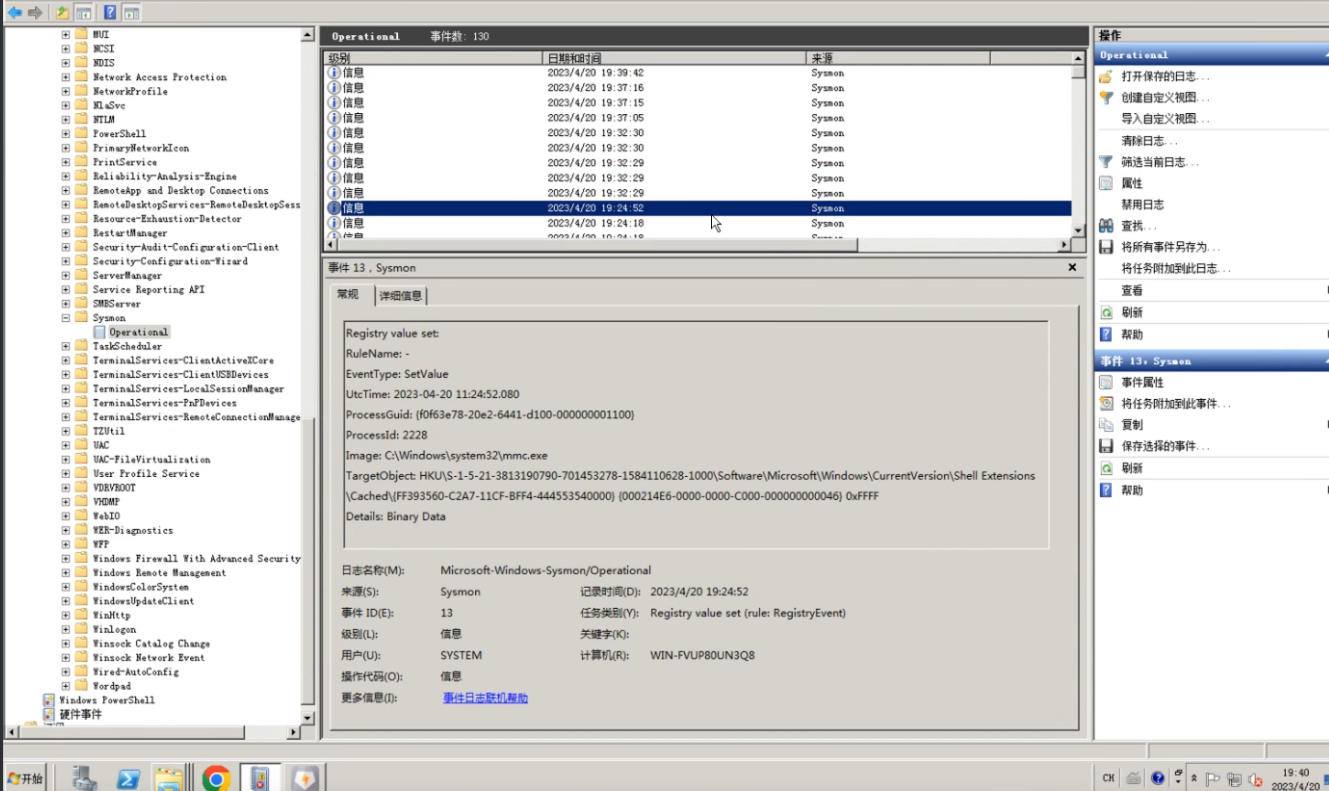 MUI
NCSI
NDIS
Network Access Protection
NetworkProfile
NlaSvc
NTLM
PowerShell
PrimaryNetworkIcon
PrintService
Reliability-Analysis-Engine
RemoteApp and Desktop Connections
RemoteDesktopServices-RemoteDesktopSess
Resource-Exhaustion-Detector
RestartManager
Security-Audit-Configuration-Client
Security-Configuration-Wizard
ServerManager
Service Reporting API
SMBServer
Sysmon
Operational
TaskScheduler
TerminalServices-ClientActiveXCore
TerminalServices-ClientUSBDevices
TerminalServices-LocalSessionManager
TerminalServices-PnPDevices
TerminalServices-RemoteConnectionManage
TZUtil
UAC
UAC-FileVirtualization
User Profile Service
VDRVROOT
VHDMP
WebIO
WER-Diagnostics
WFP
Windows Firewall With Advanced Security
Windows Remote Management
WindowsColorSystem
WindowsUpdateClient
WinHttp
Winlogon
Winsock Catalog Change
Winsock Network Event
Wired-AutoConfig
Wordpad
Windows PowerShell
硬件事件
Operational 事件数: 130
级别 日期和时间 来源
信息 2023/4/20 19:39:42 Sysmon
信息 2023/4/20 19:37:16 Sysmon
信息 2023/4/20 19:37:15 Sysmon
信息 2023/4/20 19:37:05 Sysmon
信息 2023/4/20 19:32:30 Sysmon
信息 2023/4/20 19:32:30 Sysmon
信息 2023/4/20 19:32:29 Sysmon
信息 2023/4/20 19:32:29 Sysmon
信息 2023/4/20 19:32:29 Sysmon
信息 2023/4/20 19:24:52 Sysmon
信息 2023/4/20 19:24:18 Sysmon
信息 2023/4/20 19:24:18 Sysmon
事件 13，Sysmon
常规 详细信息
Registry value set:
RuleName: -
EventType: SetValue
UtcTime: 2023-04-20 11:24:52.080
ProcessGuid: {f0f63e78-20e2-6441-d100-000000001100}
ProcessId: 2228
Image: C:\Windows\system32\mmc.exe
TargetObject: HKU\S-1-5-21-3813190790-701453278-1584110628-1000\Software\Microsoft\Windows\CurrentVersion\Shell Extensions
\Cached\{FF393560-C2A7-11CF-BFF4-444553540000} {000214E6-0000-0000-C000-000000000046} 0xFFFF
Details: Binary Data
日志名称(M): Microsoft-Windows-Sysmon/Operational
来源(S): Sysmon 记录时间(D): 2023/4/20 19:24:52
事件 ID(E): 13 任务类别(Y): Registry value set (rule: RegistryEvent)
级别(L): 信息 关键字(K):
用户(U): SYSTEM 计算机(R): WIN-FVUP80UN3Q8
操作代码(O): 信息
更多信息(I): 事件日志联机帮助
操作
Operational
打开保存的日志...
创建自定义视图...
导入自定义视图...
清除日志...
筛选当前日志...
属性
禁用日志
查找...
将所有事件另存为...
将任务附加到此日志...
查看
刷新
帮助
事件 13，Sysmon
事件属性
将任务附加到此事件...
复制
保存选择的事件...
刷新
帮助
开始
CH
19:40
2023/4/20